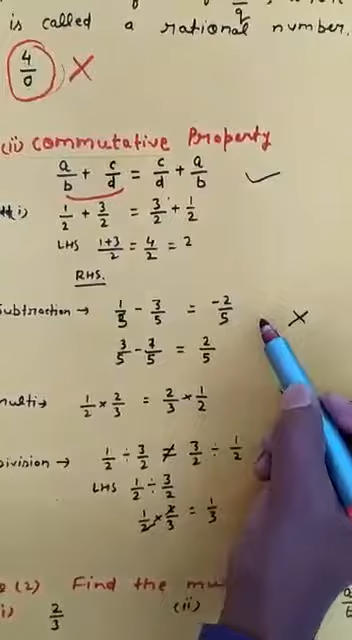 q
is called a rational number.
4/0 ✗
(ii) Commutative Property
a/b + c/d = c/d + a/b ✓
i) 1/2 + 3/2 = 3/2 + 1/2
LHS 1+3/2 = 4/2 = 2
RHS.
Subtraction → 1/5 - 3/5 = -2/5 ✗
3/5 - 1/5 = 2/5
multi → 1/2 × 2/3 = 2/3 × 1/2
Division → 1/2 ÷ 3/2 ≠ 3/2 ÷ 1/2
LHS 1/2 ÷ 3/2
1/2 × 2/3 = 1/3
(2) Find the mu
i) 2/3 (ii)